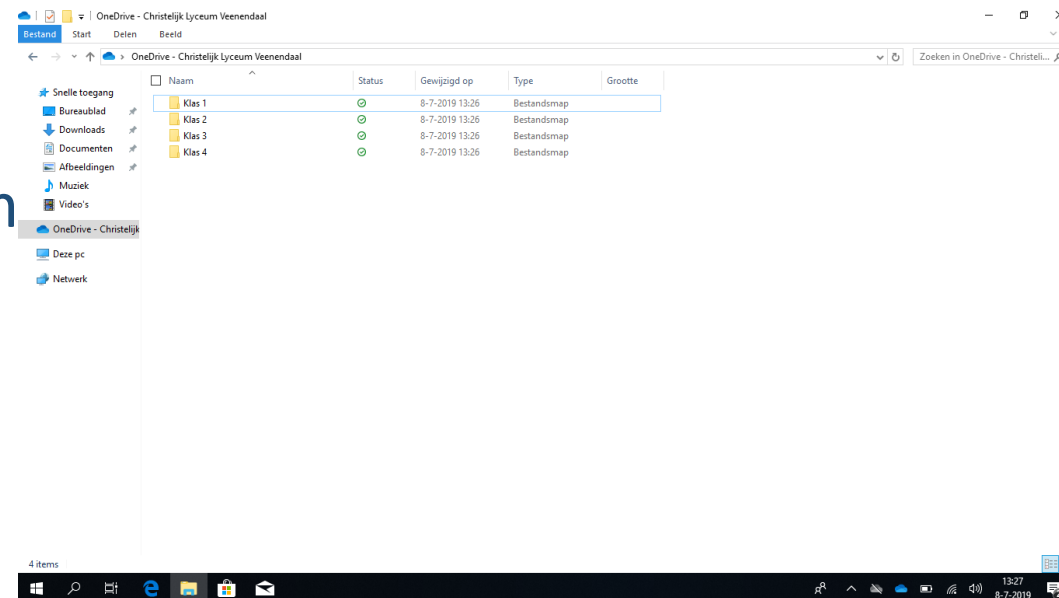 OneDrive - Christelijk Lyceum Veenendaal
Bestand Start Delen Beeld
OneDrive - Christelijk Lyceum Veenendaal Zoeken in OneDrive - Christeli...
Naam Status Gewijzigd op Type Grootte
Snelle toegang
Bureaublad
Downloads
Documenten
Afbeeldingen
Muziek
Video's
OneDrive - Christelijk
Deze pc
Netwerk
Klas 1 8-7-2019 13:26 Bestandsmap
Klas 2 8-7-2019 13:26 Bestandsmap
Klas 3 8-7-2019 13:26 Bestandsmap
Klas 4 8-7-2019 13:26 Bestandsmap
n
4 items
13:27
8-7-2019